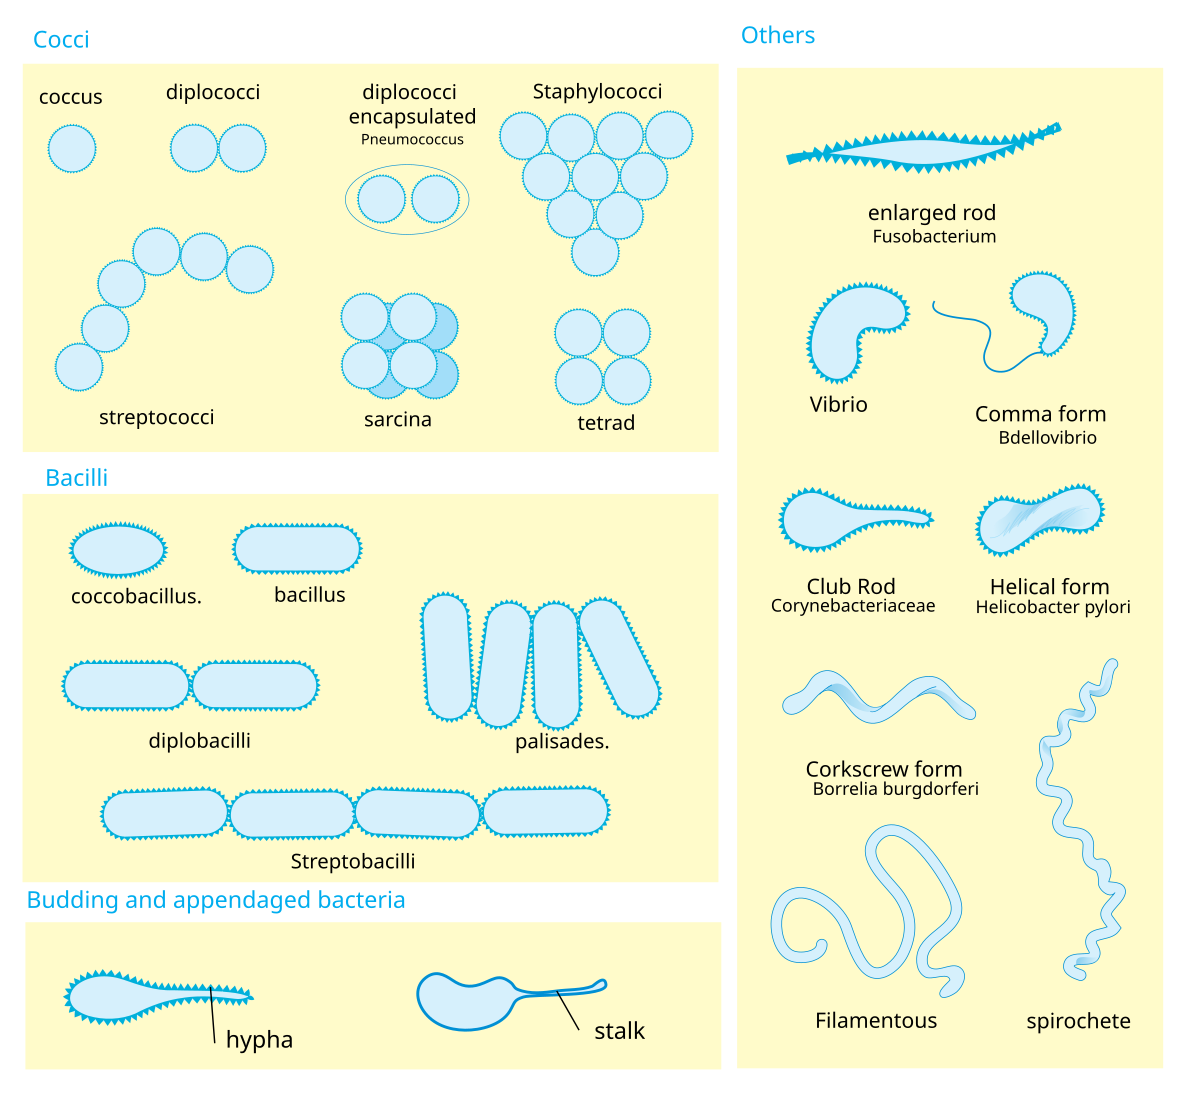 Cocci
coccus
diplococci
diplococci
encapsulated
Pneumococcus
Staphylococci
streptococci
sarcina
tetrad
Bacilli
coccobacillus.
bacillus
diplobacilli
palisades.
Streptobacilli
Budding and appendaged bacteria
hypha
stalk
Others
enlarged rod
Fusobacterium
Vibrio
Comma form
Bdellovibrio
Club Rod
Corynebacteriaceae
Helical form
Helicobacter pylori
Corkscrew form
Borrelia burgdorferi
Filamentous
spirochete